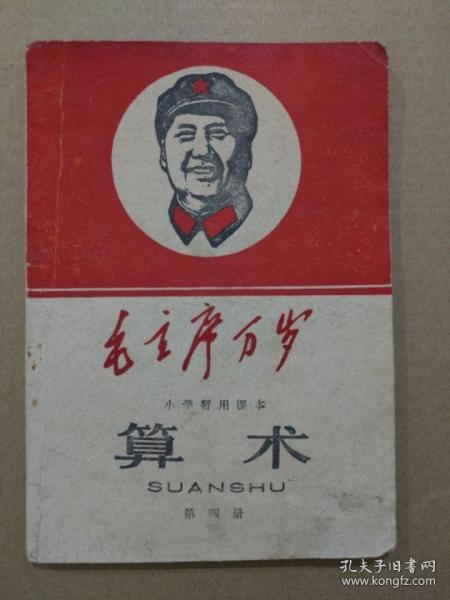 毛主席万岁
小学暂用课本
算术
SUANSHU
第四册
孔夫子旧书网
www.kongfz.com